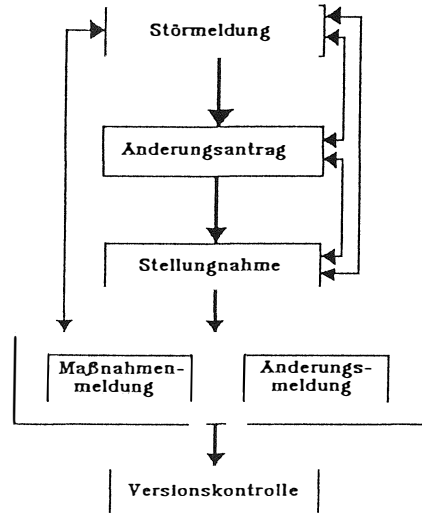 Störmeldung
Änderungsantrag
Stellungnahme
Maßnahmen-
meldung
Änderungs-
meldung
Versionskontrolle